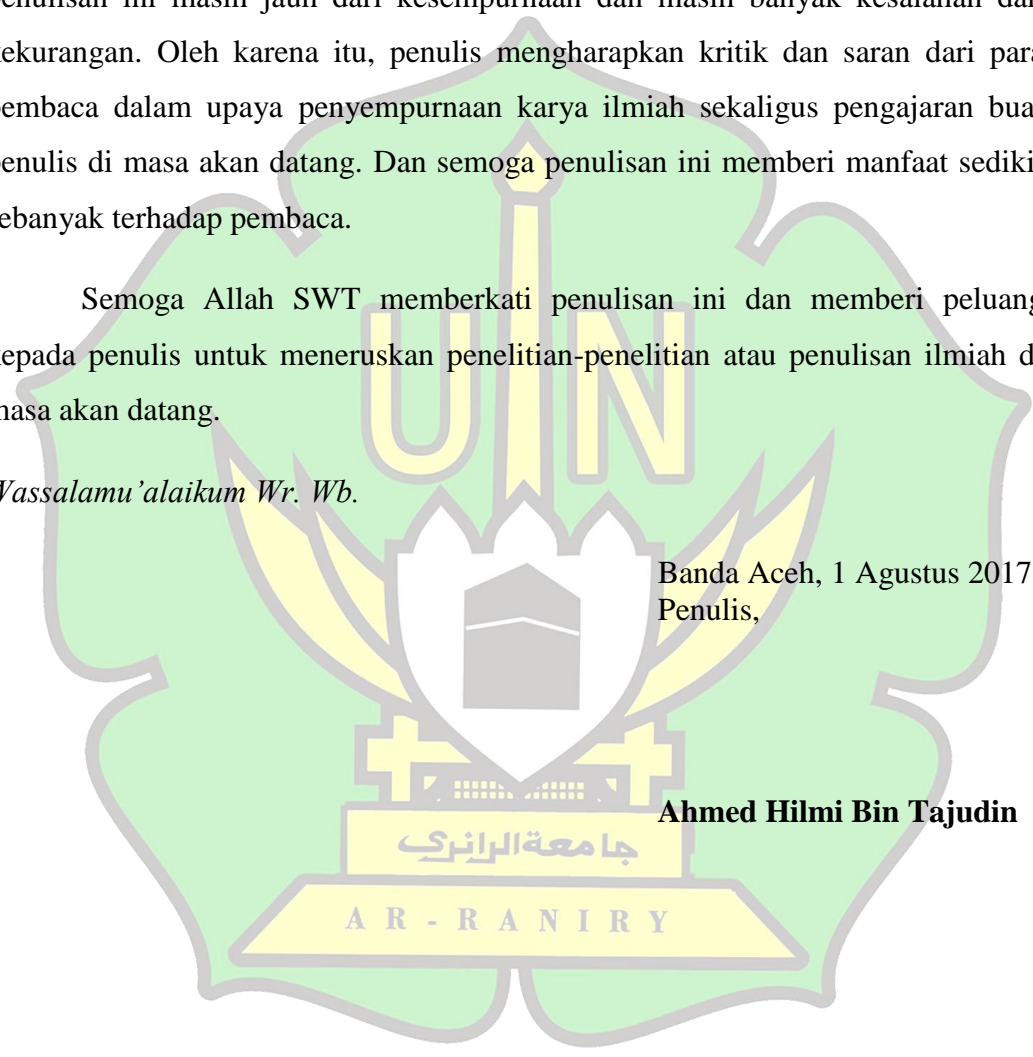 penulisan ini masih jauh dari kesempurnaan dan masih banyak kesalahan dan
kekurangan. Oleh karena itu, penulis mengharapkan kritik dan saran dari para
pembaca dalam upaya penyempurnaan karya ilmiah sekaligus pengajaran buat
penulis di masa akan datang. Dan semoga penulisan ini memberi manfaat sedikit
sebanyak terhadap pembaca.
Semoga Allah SWT memberkati penulisan ini dan memberi peluang
kepada penulis untuk meneruskan penelitian-penelitian atau penulisan ilmiah di
masa akan datang.
Wassalamu’alaikum Wr. Wb.
Banda Aceh, 1 Agustus 2017
Penulis,
Ahmed Hilmi Bin Tajudin
UIN
جامعةالرانري
AR-RANIRY